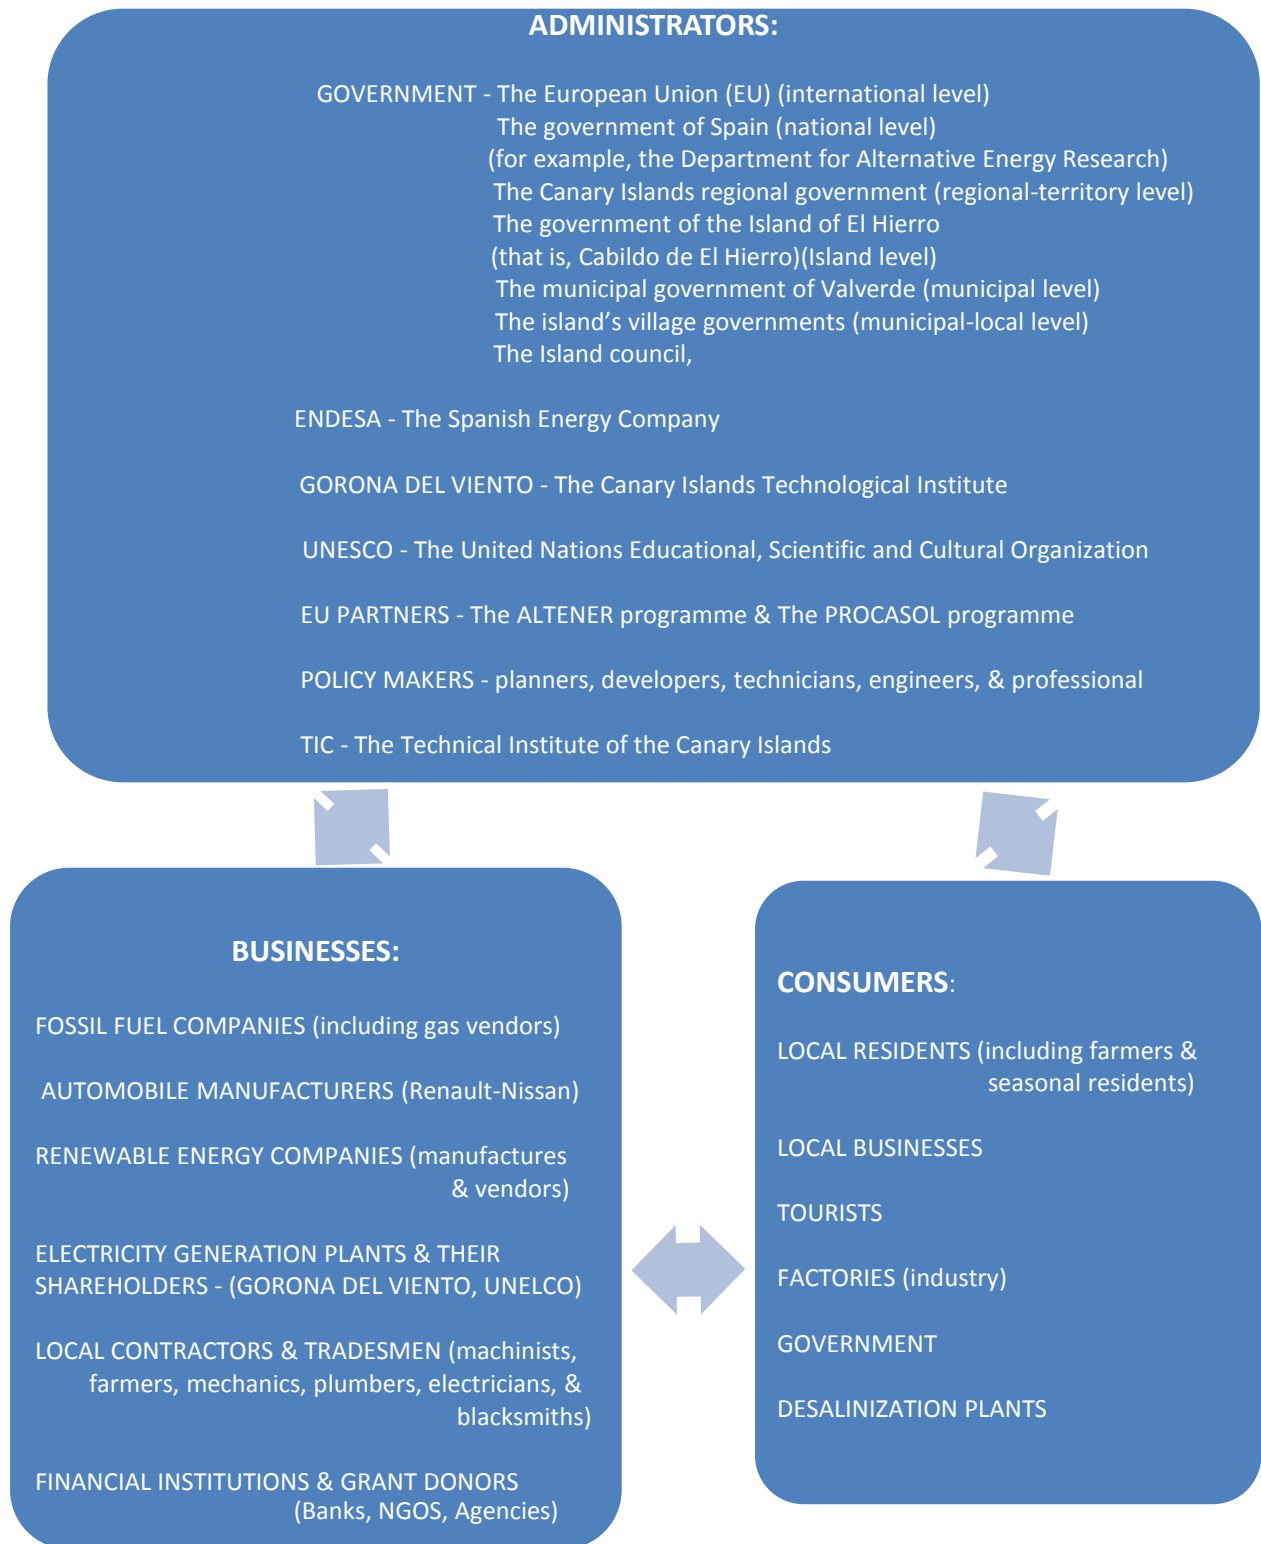 ADMINISTRATORS:
GOVERNMENT - The European Union (EU) (international level)
The government of Spain (national level)
(for example, the Department for Alternative Energy Research)
The Canary Islands regional government (regional-territory level)
The government of the Island of El Hierro
(that is, Cabildo de El Hierro)(Island level)
The municipal government of Valverde (municipal level)
The island’s village governments (municipal-local level)
The Island council,
ENDESA - The Spanish Energy Company
GORONA DEL VIENTO - The Canary Islands Technological Institute
UNESCO - The United Nations Educational, Scientific and Cultural Organization
EU PARTNERS - The ALTENER programme & The PROCASOL programme
POLICY MAKERS - planners, developers, technicians, engineers, & professional
TIC - The Technical Institute of the Canary Islands
BUSINESSES:
FOSSIL FUEL COMPANIES (including gas vendors)
AUTOMOBILE MANUFACTURERS (Renault-Nissan)
RENEWABLE ENERGY COMPANIES (manufactures
& vendors)
ELECTRICITY GENERATION PLANTS & THEIR
SHAREHOLDERS - (GORONA DEL VIENTO, UNELCO)
LOCAL CONTRACTORS & TRADESMEN (machinists,
farmers, mechanics, plumbers, electricians, &
blacksmiths)
FINANCIAL INSTITUTIONS & GRANT DONORS
(Banks, NGOS, Agencies)
CONSUMERS:
LOCAL RESIDENTS (including farmers &
seasonal residents)
LOCAL BUSINESSES
TOURISTS
FACTORIES (industry)
GOVERNMENT
DESALINIZATION PLANTS